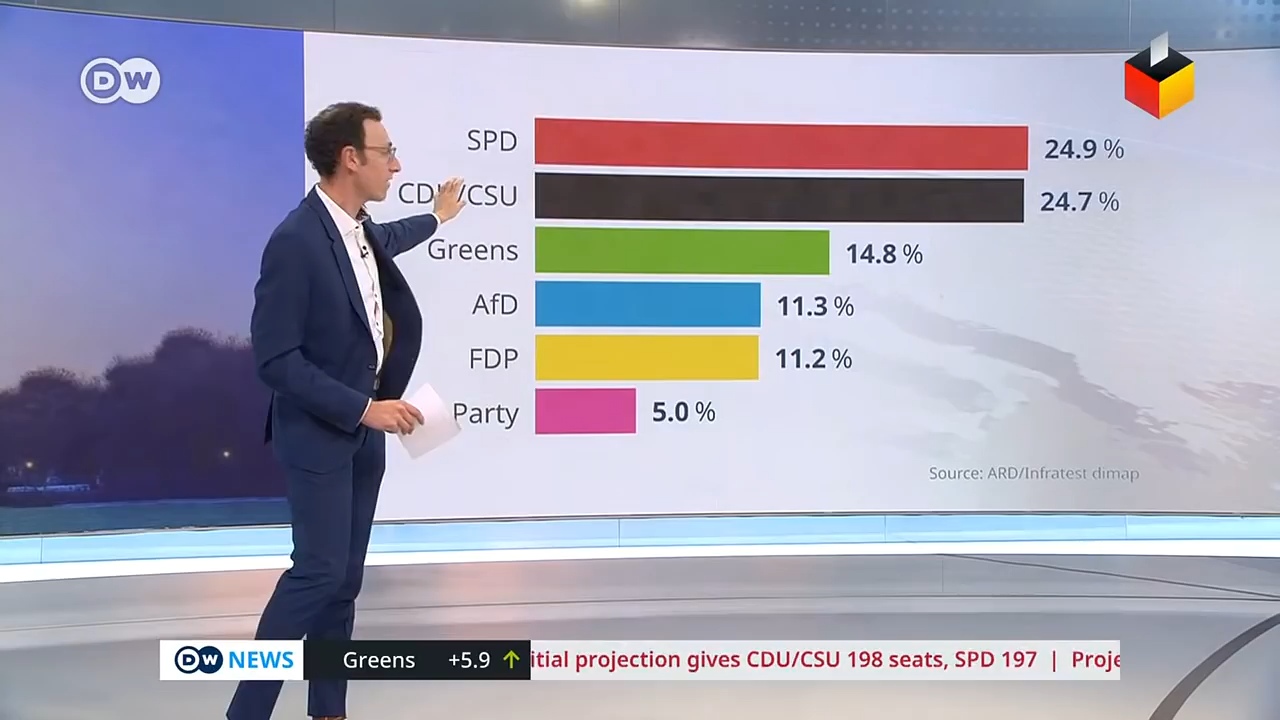 DW
SPD 24.9 %
CDU/CSU 24.7 %
Greens 14.8 %
AfD 11.3 %
FDP 11.2 %
Party 5.0 %
Source: ARD/Infratest dimap
DW NEWS Greens +5.9 itial projection gives CDU/CSU 198 seats, SPD 197 | Proje